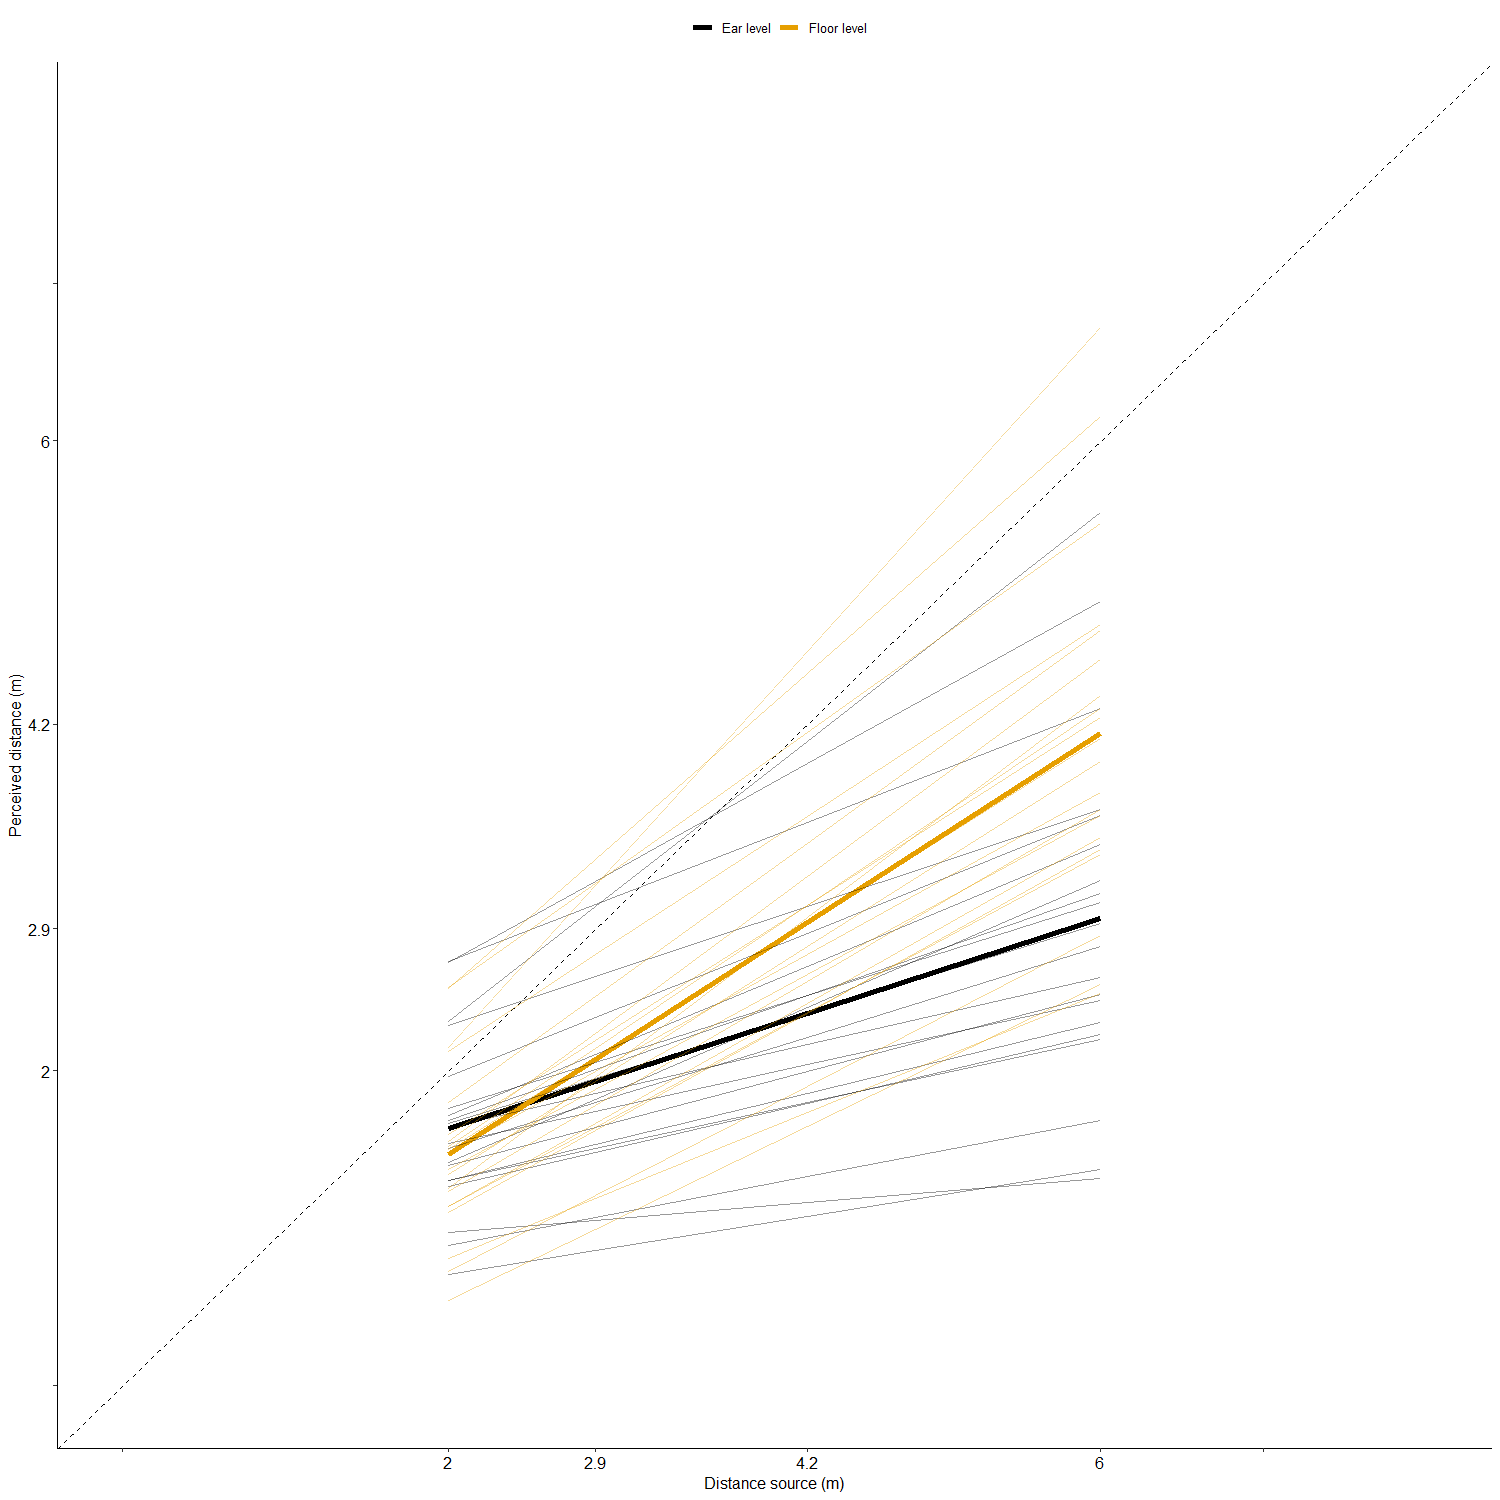 Ear level Floor level
6
4.2
2.9
2
Perceived distance (m)
2 2.9 4.2 6
Distance source (m)